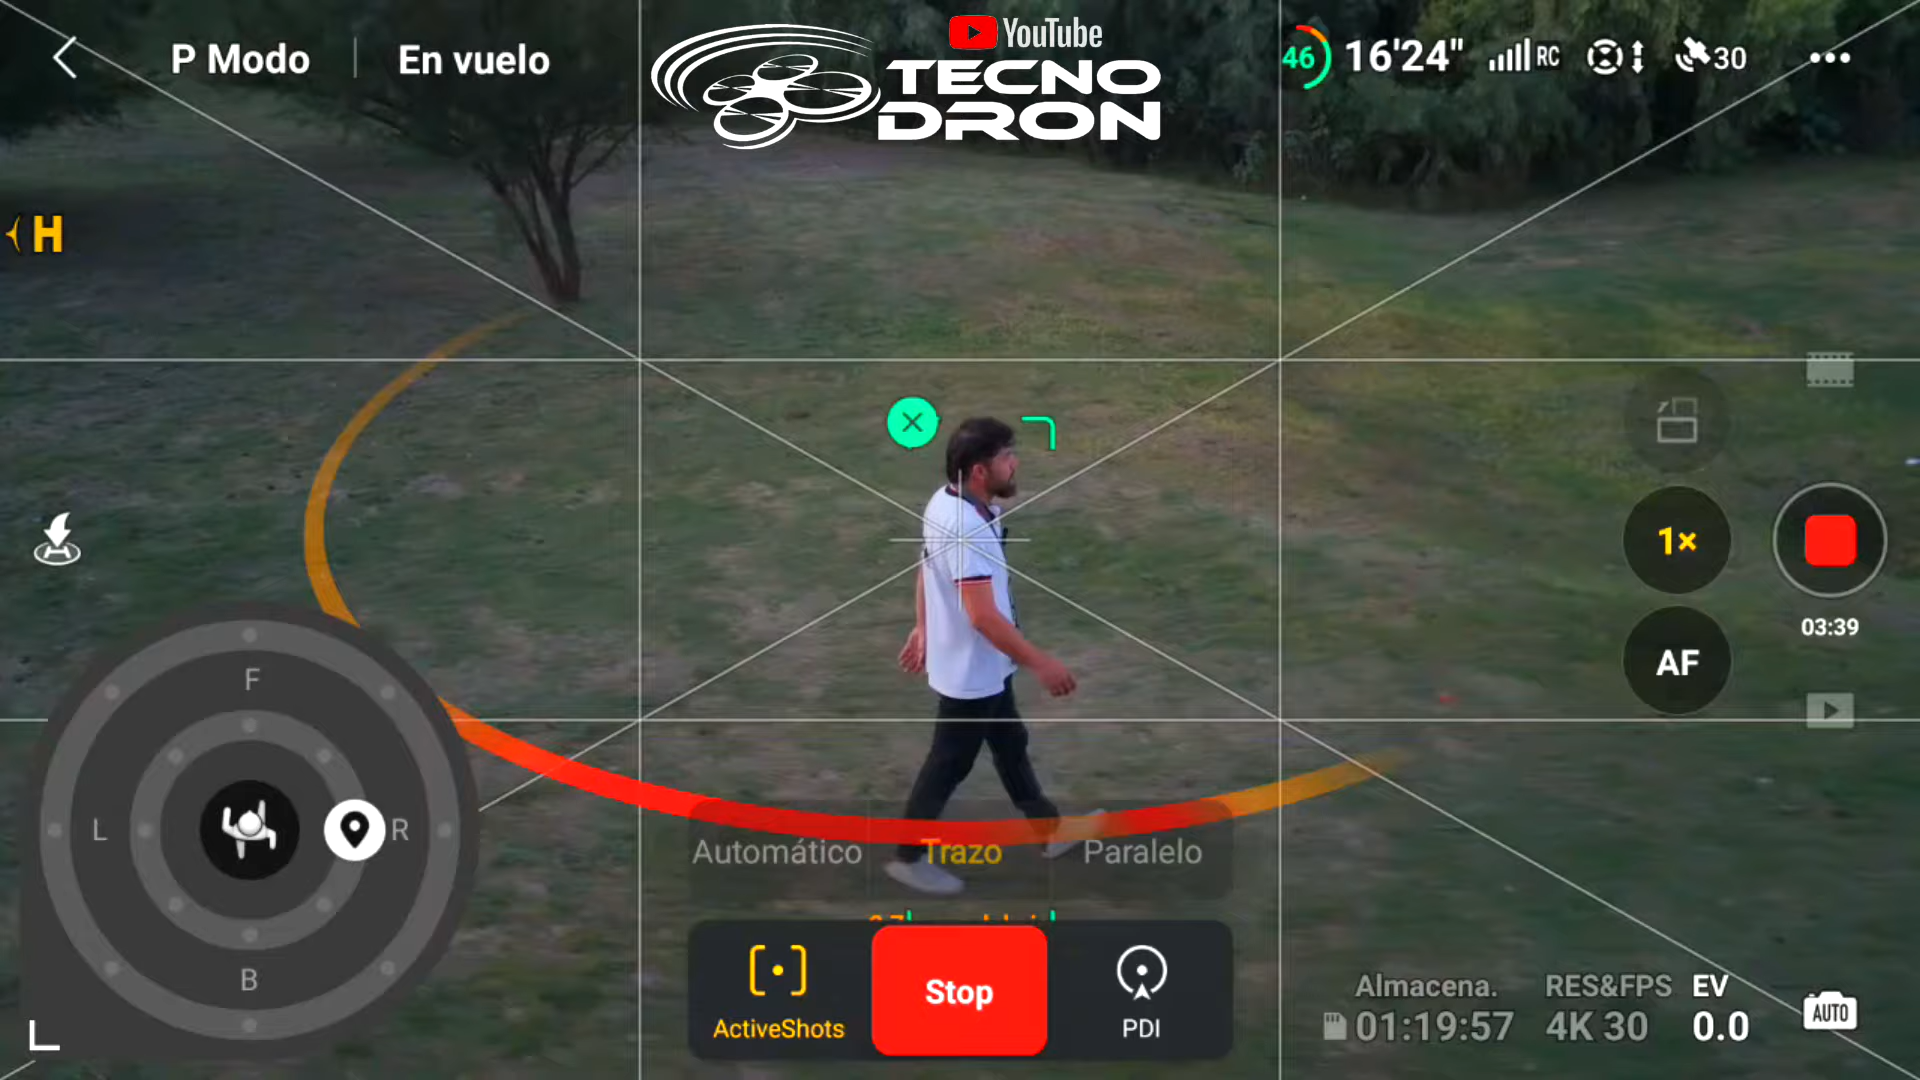 P Modo
En vuelo
YouTube
TECNO
DRON
46
16'24"
RC
30
H
1×
03:39
AF
F
L
R
B
Automático
Trazo
Paralelo
ActiveShots
Stop
PDI
Almacena.
01:19:57
RES&FPS
4K 30
EV
0.0
AUTO